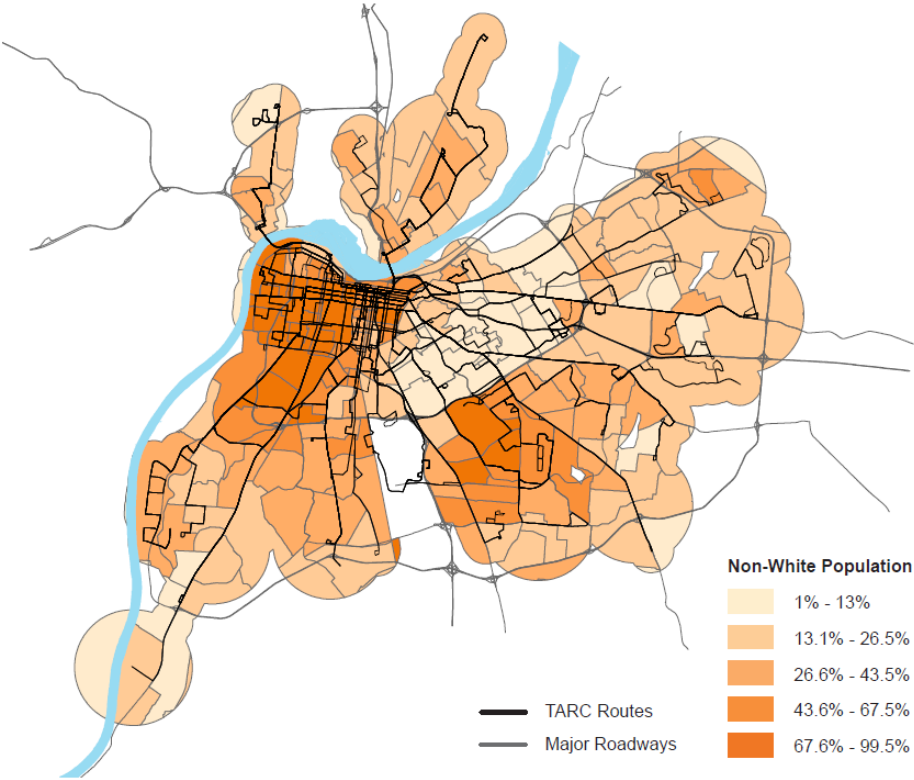 Non-White Population
1% - 13%
13.1% - 26.5%
26.6% - 43.5%
43.6% - 67.5%
67.6% - 99.5%
TARC Routes
Major Roadways